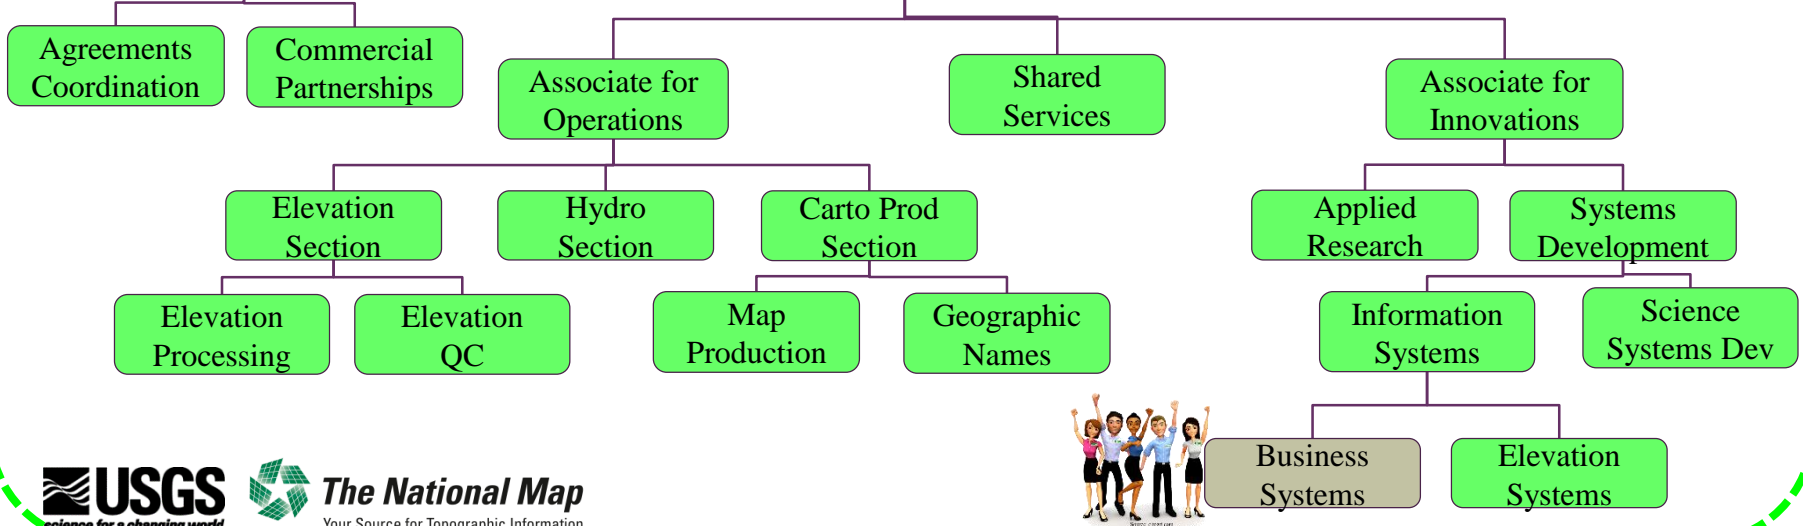 Agreements
Coordination
Commercial
Partnerships
Associate for
Operations
Shared
Services
Associate for
Innovations
Elevation
Section
Hydro
Section
Carto Prod
Section
Applied
Research
Systems
Development
Elevation
Processing
Elevation
QC
Map
Production
Geographic
Names
Information
Systems
Science
Systems Dev
Business
Systems
Elevation
Systems
USGS
science for a changing world
The National Map
Your Source for Topographic Information